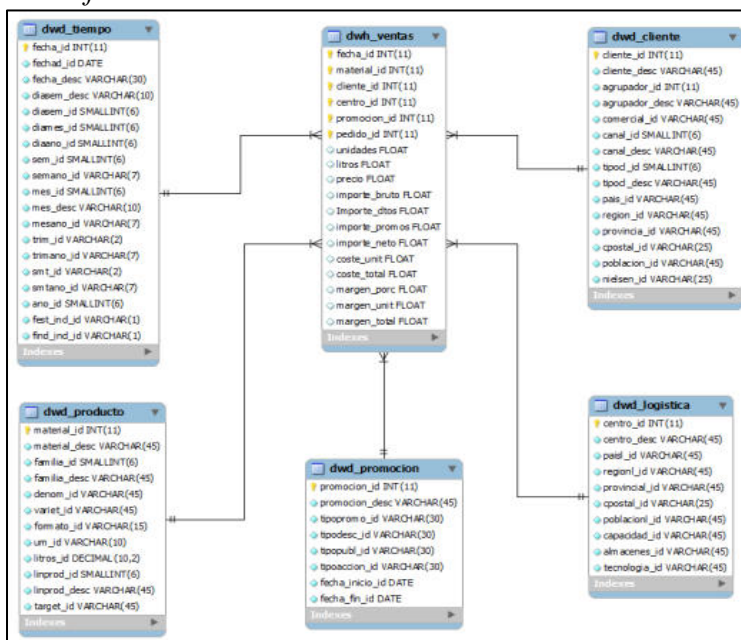 dwd_tiempo
fecha_id INT(11)
fechad_id DATE
fecha_desc VARCHAR(30)
diasem_desc VARCHAR(10)
diasem_id SMALLINT(6)
diames_id SMALLINT(6)
diaano_id SMALLINT(6)
sem_id SMALLINT(6)
semano_id VARCHAR(7)
mes_id SMALLINT(6)
mes_desc VARCHAR(10)
mesano_id VARCHAR(7)
trim_id VARCHAR(2)
trimano_id VARCHAR(7)
smt_id VARCHAR(2)
smtano_id VARCHAR(7)
ano_id SMALLINT(6)
fest_ind_id VARCHAR(1)
find_ind_id VARCHAR(1)
Indexes
dwh_ventas
fecha_id INT(11)
material_id INT(11)
cliente_id INT(11)
centro_id INT(11)
promocion_id INT(11)
pedido_id INT(11)
unidades FLOAT
litros FLOAT
precio FLOAT
importe_bruto FLOAT
Importe_dtos FLOAT
importe_promos FLOAT
importe_neto FLOAT
coste_unit FLOAT
coste_total FLOAT
margen_porc FLOAT
margen_unit FLOAT
margen_total FLOAT
Indexes
dwd_cliente
cliente_id INT(11)
cliente_desc VARCHAR(45)
agrupador_id INT(11)
agrupador_desc VARCHAR(45)
comercial_id VARCHAR(45)
canal_id SMALLINT(6)
canal_desc VARCHAR(45)
tipocl_id SMALLINT(6)
tipocl_desc VARCHAR(45)
pais_id VARCHAR(45)
region_id VARCHAR(45)
provincia_id VARCHAR(45)
cpostal_id VARCHAR(25)
poblacion_id VARCHAR(45)
nielsen_id VARCHAR(25)
Indexes
dwd_producto
material_id INT(11)
material_desc VARCHAR(45)
familia_id SMALLINT(6)
familia_desc VARCHAR(45)
denom_id VARCHAR(45)
variet_id VARCHAR(45)
formato_id VARCHAR(15)
um_id VARCHAR(10)
litros_id DECIMAL(10,2)
linprod_id SMALLINT(6)
linprod_desc VARCHAR(45)
target_id VARCHAR(45)
Indexes
dwd_promocion
promocion_id INT(11)
promocion_desc VARCHAR(45)
tipopromo_id VARCHAR(30)
tipodesc_id VARCHAR(30)
tipopubl_id VARCHAR(30)
tipoaccion_id VARCHAR(30)
fecha_inicio_id DATE
fecha_fin_id DATE
Indexes
dwd_logistica
centro_id INT(11)
centro_desc VARCHAR(45)
paisl_id VARCHAR(45)
regionl_id VARCHAR(45)
provincial_id VARCHAR(45)
cpostal_id VARCHAR(25)
poblacionl_id VARCHAR(45)
capacidad_id VARCHAR(45)
almacenes_id VARCHAR(45)
tecnologia_id VARCHAR(45)
Indexes